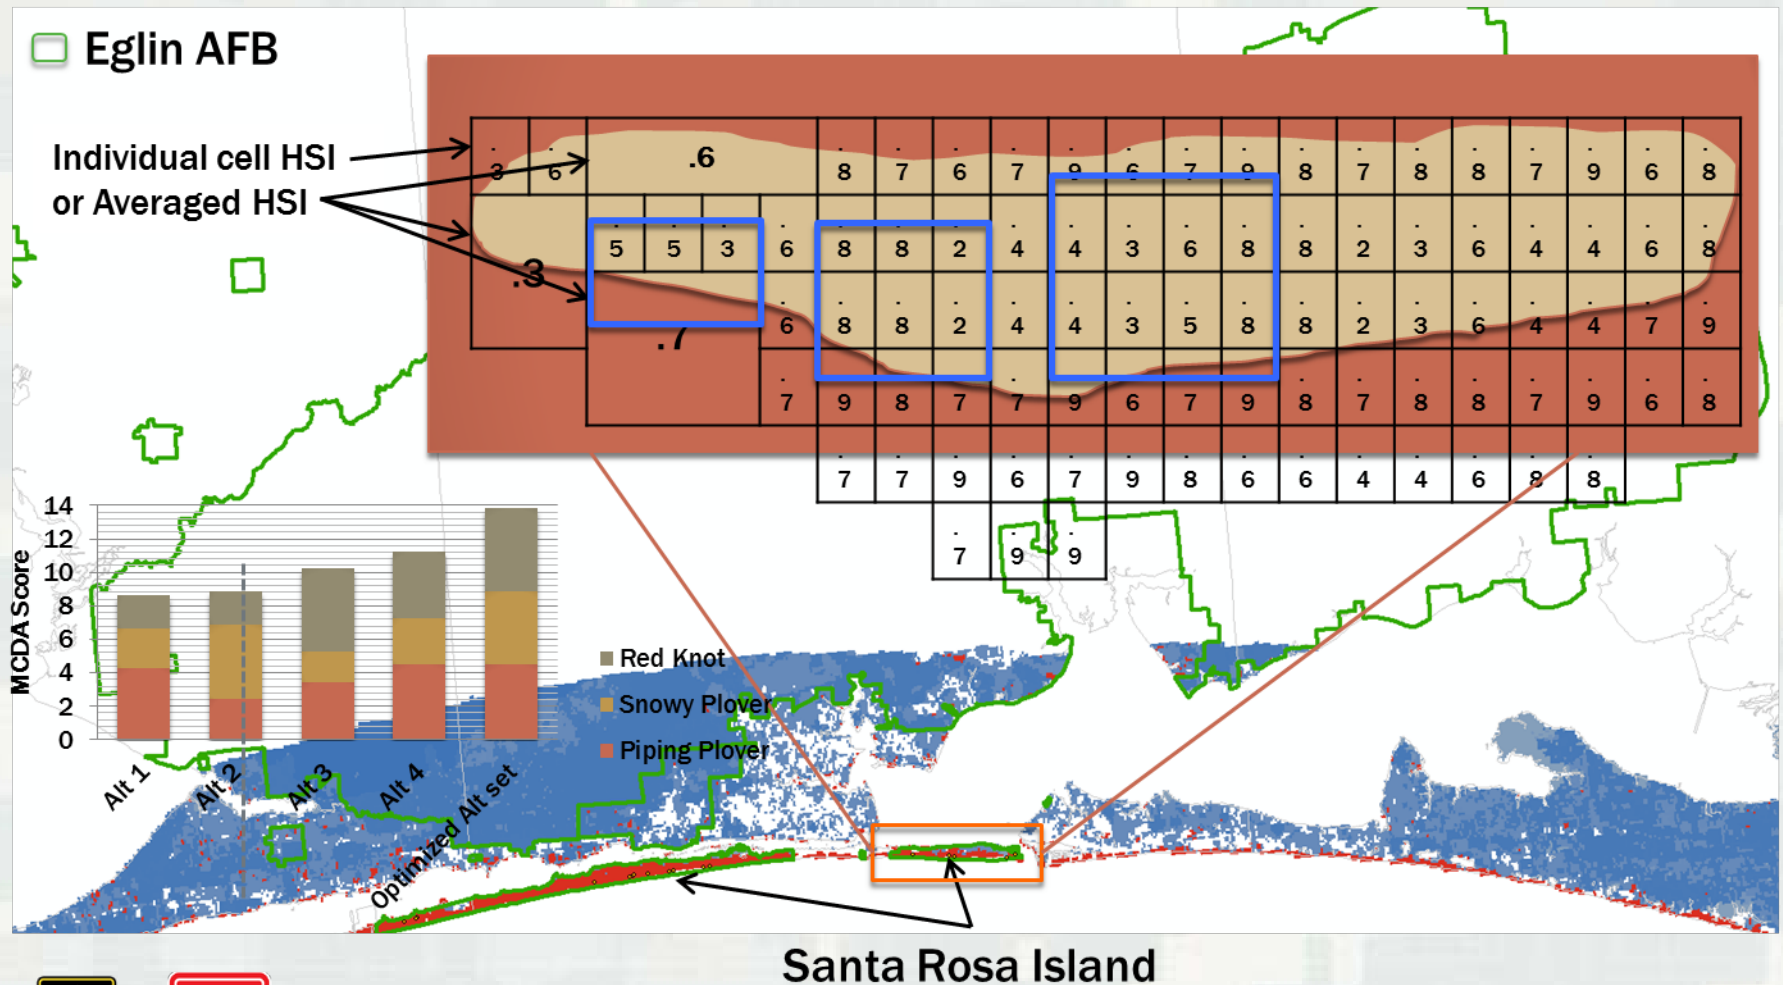 Eglin AFB
Individual cell HSI
or Averaged HSI
.3 .6 .6 .8 .7 .6 .7 .9 .6 .7 .9 .8 .7 .8 .8 .7 .9 .6 .8
.3 .5 .5 .3 .6 .8 .8 .2 .4 .4 .3 .6 .8 .8 .2 .3 .6 .4 .4 .6 .8
.7 .6 .8 .8 .2 .4 .4 .3 .5 .8 .8 .2 .3 .6 .4 .4 .7 .9
.7 .9 .8 .7 .7 .9 .6 .7 .9 .8 .7 .8 .8 .7 .9 .6 .8
.7 .7 .9 .6 .7 .9 .8 .6 .6 .4 .4 .6 .8 .8
.7 .9 .9
MCDA Score
14
12
10
8
6
4
2
0
Alt 1
Alt 2
Alt 3
Alt 4
Optimized Alt set
Red Knot
Snowy Plover
Piping Plover
Santa Rosa Island